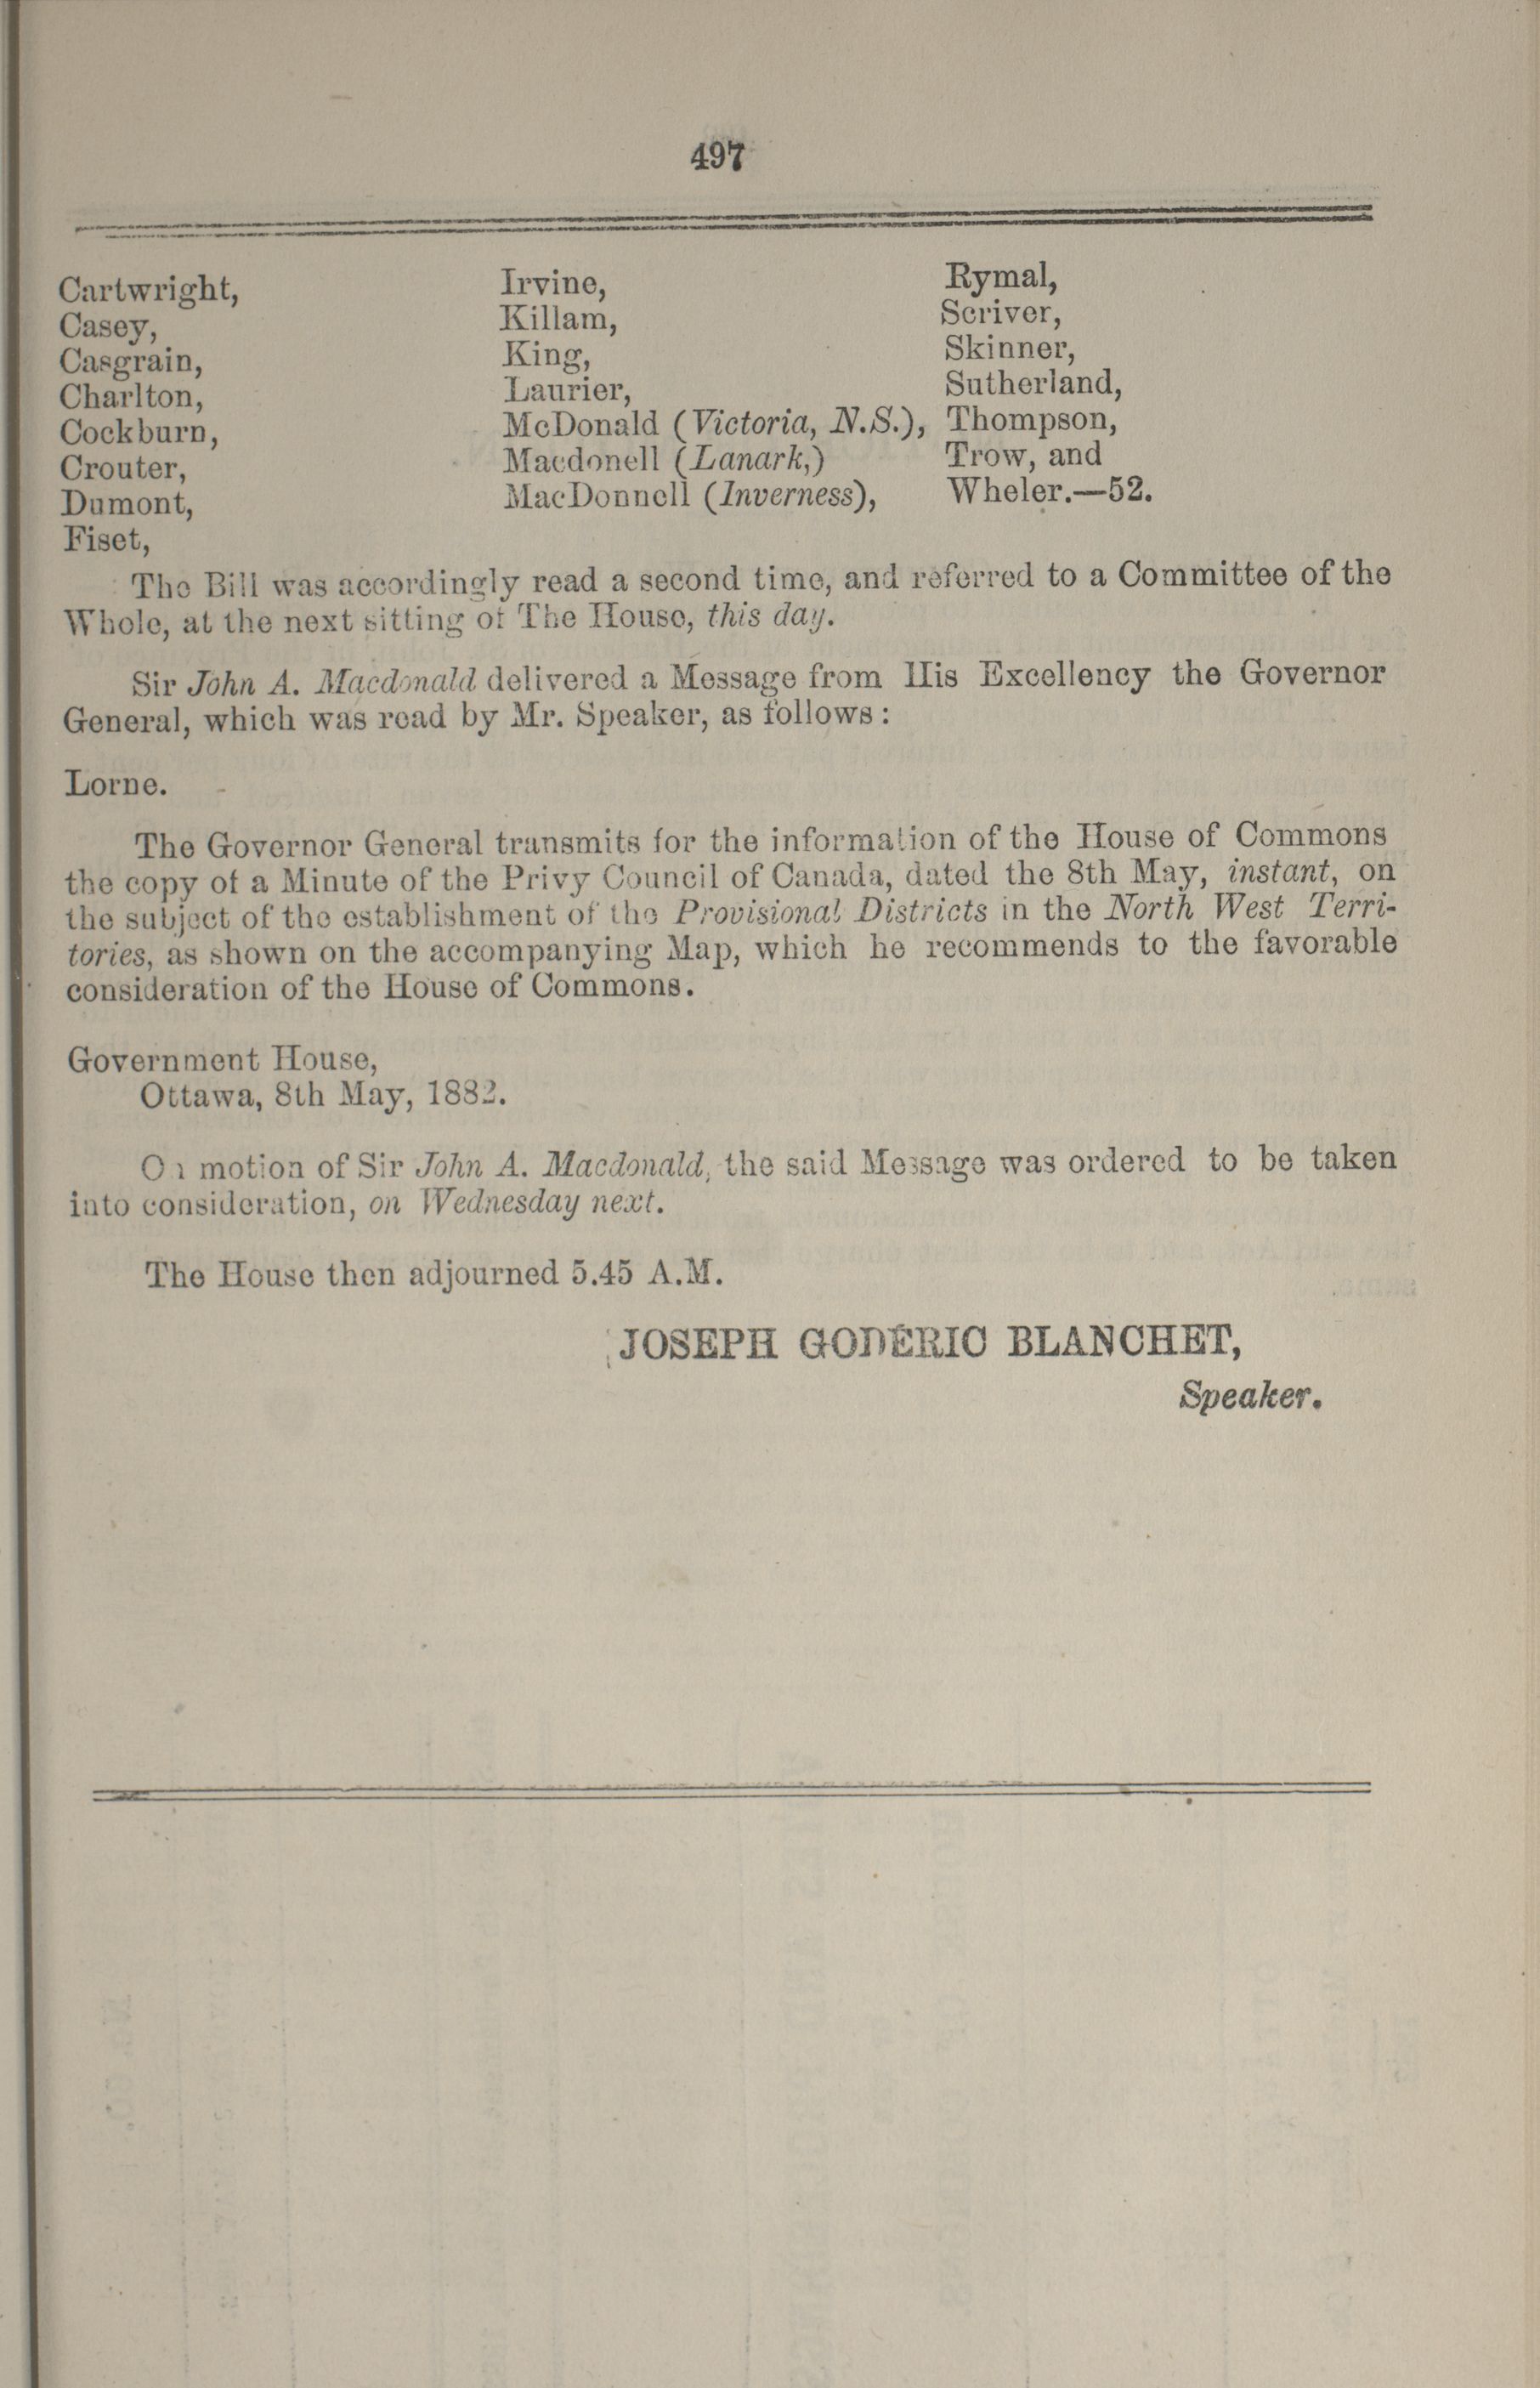 497
Cartwright,
Casey,
Casgrain,
Charlton,
Cockburn,
Crouter,
Dumont,
Fiset,
Irvine,
Killam,
King,
Laurier,
McDonald (Victoria, N.S.),
Macdonell (Lanark,)
MacDonnell (Inverness),
Rymal,
Scriver,
Skinner,
Sutherland,
Thompson,
Trow, and
Wheler.—52.
The Bill was accordingly read a second time, and referred to a Committee of the
Whole, at the next sitting of The House, this day.
Sir John A. Macdonald delivered a Message from His Excellency the Governor
General, which was read by Mr. Speaker, as follows:
Lorne.
The Governor General transmits for the information of the House of Commons
the copy of a Minute of the Privy Council of Canada, dated the 8th May, instant, on
the subject of the establishment of the Provisional Districts in the North West Terri-
tories, as shown on the accompanying Map, which he recommends to the favorable
consideration of the House of Commons.
Government House,
Ottawa, 8th May, 1882.
On motion of Sir John A. Macdonald, the said Message was ordered to be taken
into consideration, on Wednesday next.
The House then adjourned 5.45 A.M.
JOSEPH GODÉRIC BLANCHET,
Speaker.